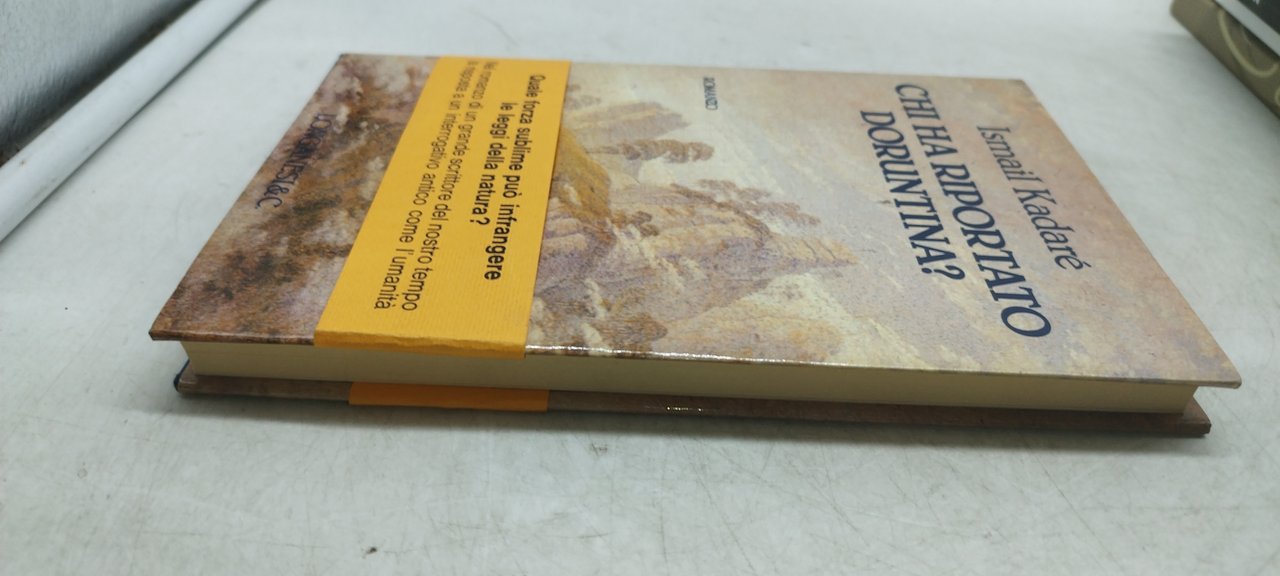 Ismail Kadaré
CHI HA RIPORTATO
DORUNTINA?
ROMANZO
Quale forza sublime può infrangere
le leggi della natura?
Nel romanzo di un grande scrittore del nostro tempo
la risposta a un interrogativo antico come l'umanità
LONGANESI & C.